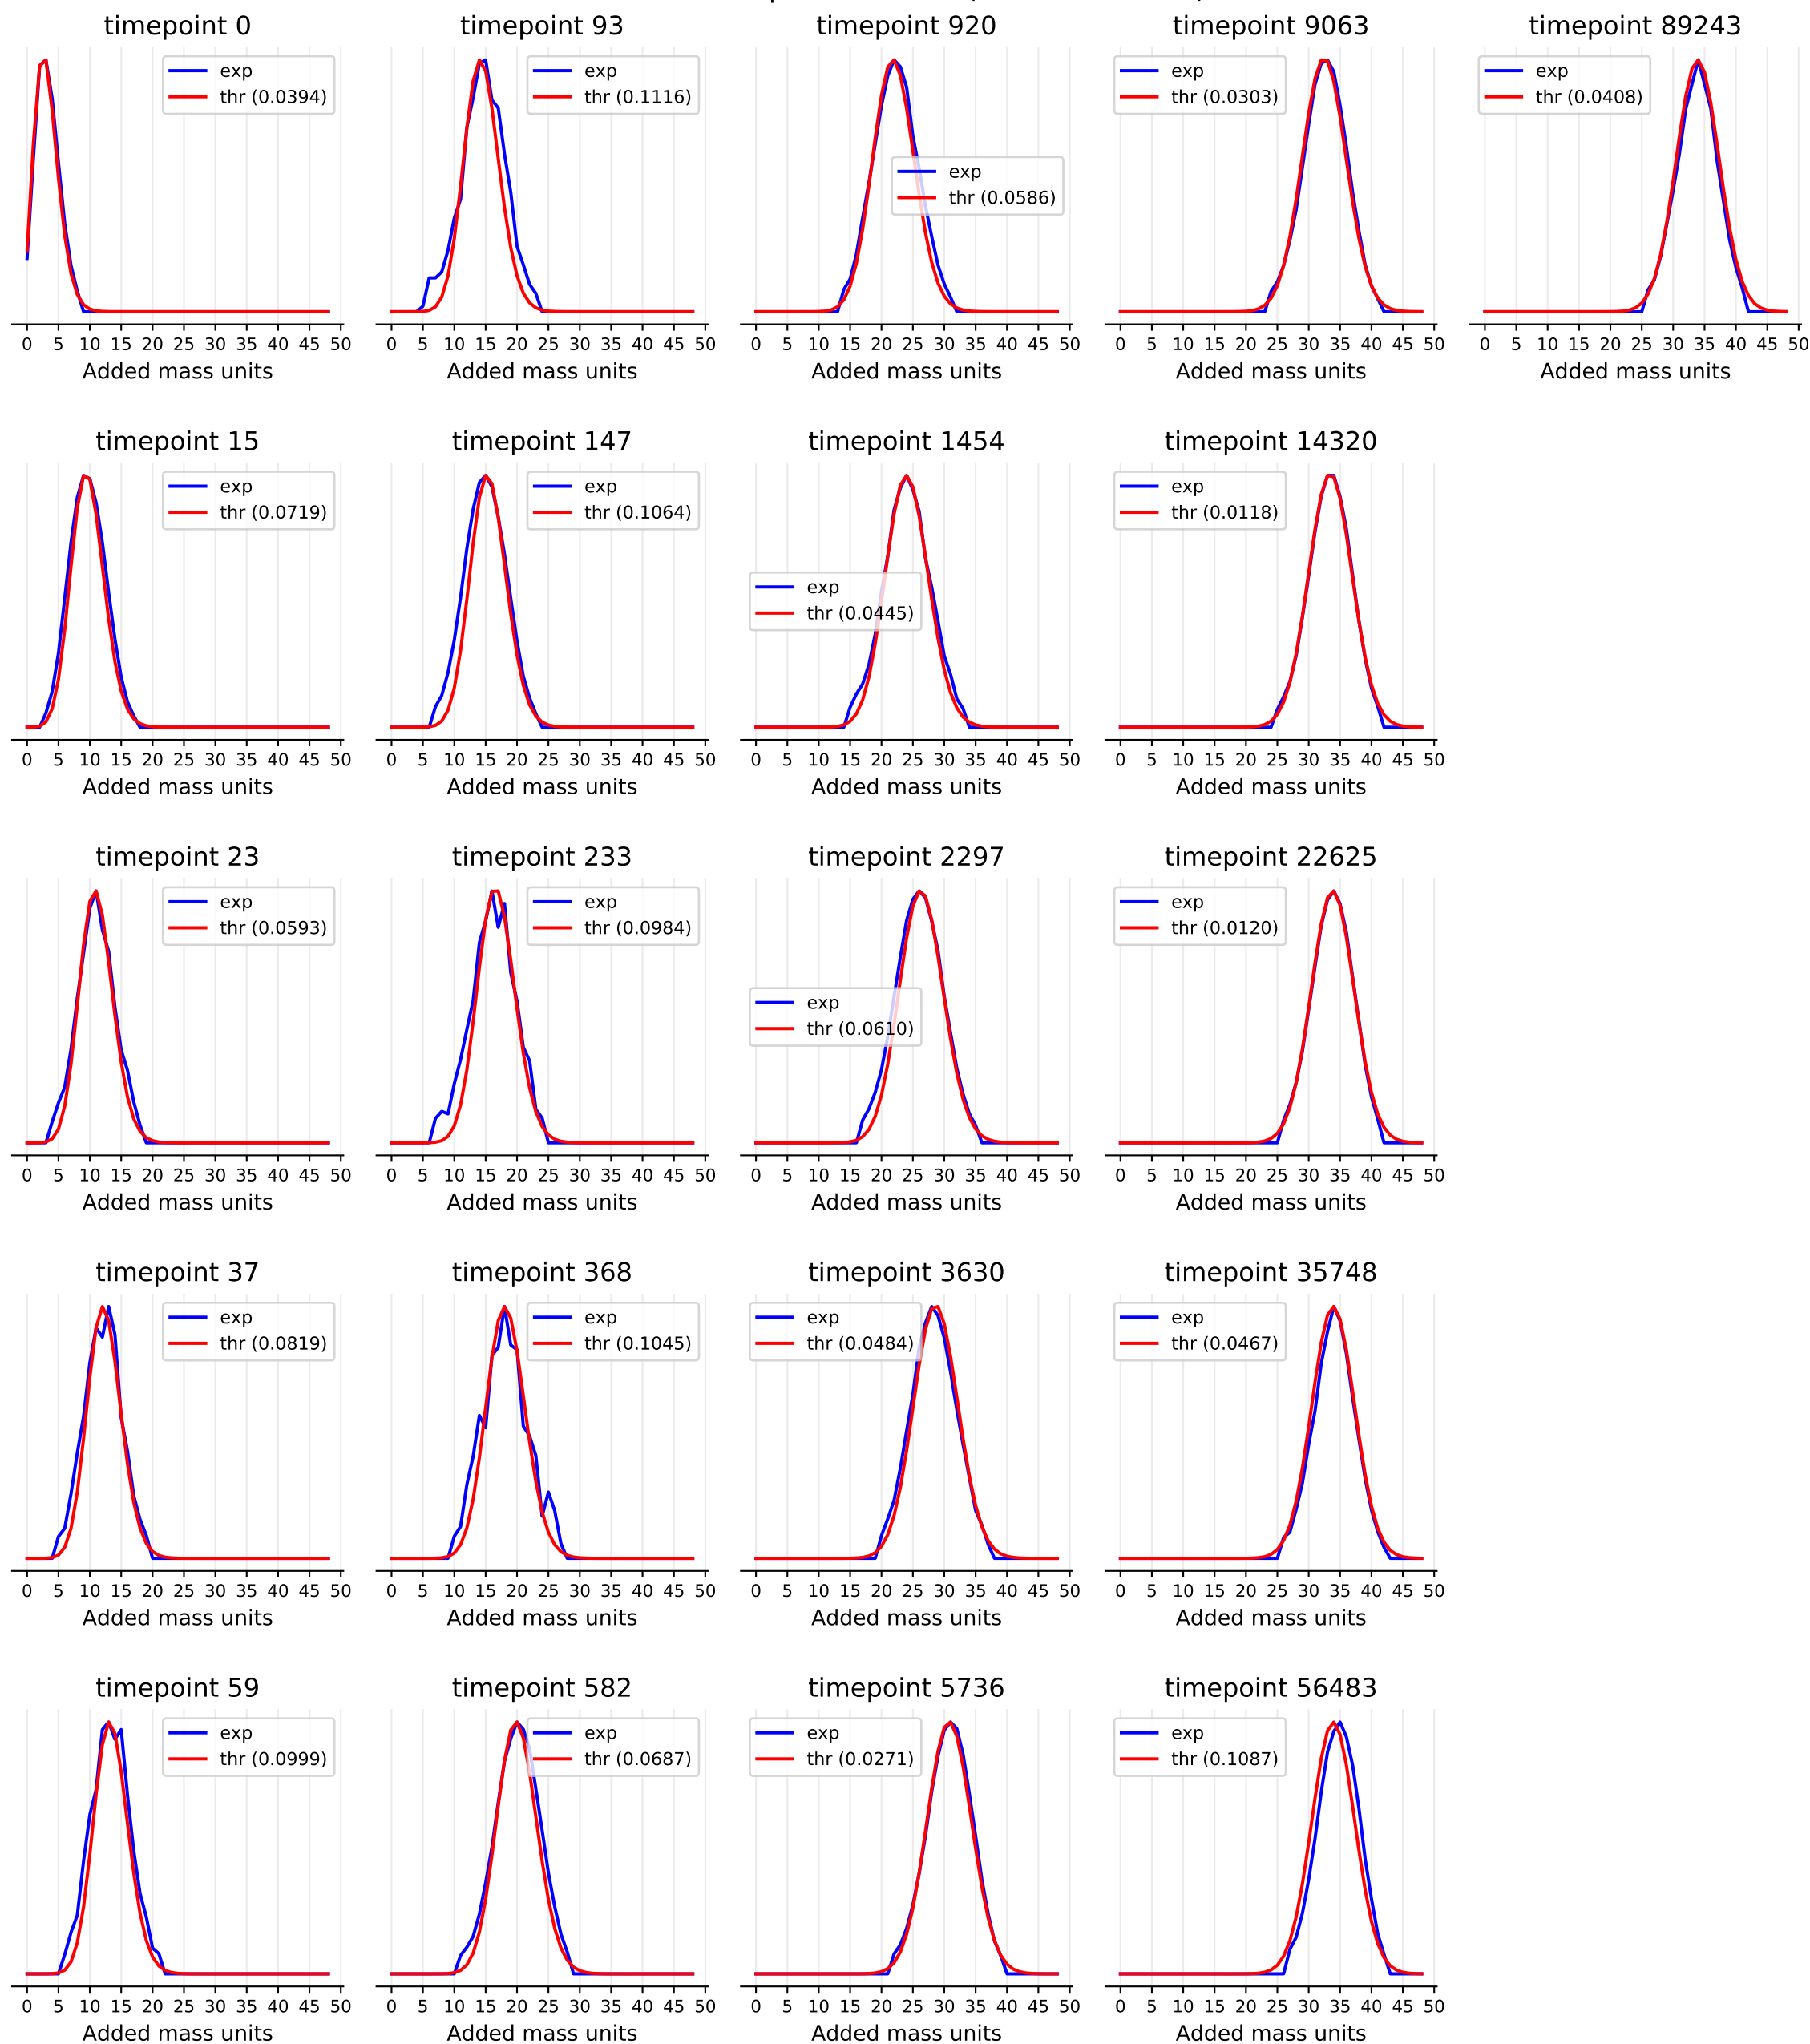 timepoint 0
exp
thr (0.0394)
0 5 10 15 20 25 30 35 40 45 50
Added mass units
timepoint 93
exp
thr (0.1116)
0 5 10 15 20 25 30 35 40 45 50
Added mass units
timepoint 920
exp
thr (0.0586)
0 5 10 15 20 25 30 35 40 45 50
Added mass units
timepoint 9063
exp
thr (0.0303)
0 5 10 15 20 25 30 35 40 45 50
Added mass units
timepoint 89243
exp
thr (0.0408)
0 5 10 15 20 25 30 35 40 45 50
Added mass units
timepoint 15
exp
thr (0.0719)
0 5 10 15 20 25 30 35 40 45 50
Added mass units
timepoint 147
exp
thr (0.1064)
0 5 10 15 20 25 30 35 40 45 50
Added mass units
timepoint 1454
exp
thr (0.0445)
0 5 10 15 20 25 30 35 40 45 50
Added mass units
timepoint 14320
exp
thr (0.0118)
0 5 10 15 20 25 30 35 40 45 50
Added mass units
timepoint 23
exp
thr (0.0593)
0 5 10 15 20 25 30 35 40 45 50
Added mass units
timepoint 233
exp
thr (0.0984)
0 5 10 15 20 25 30 35 40 45 50
Added mass units
timepoint 2297
exp
thr (0.0610)
0 5 10 15 20 25 30 35 40 45 50
Added mass units
timepoint 22625
exp
thr (0.0120)
0 5 10 15 20 25 30 35 40 45 50
Added mass units
timepoint 37
exp
thr (0.0819)
0 5 10 15 20 25 30 35 40 45 50
Added mass units
timepoint 368
exp
thr (0.1045)
0 5 10 15 20 25 30 35 40 45 50
Added mass units
timepoint 3630
exp
thr (0.0484)
0 5 10 15 20 25 30 35 40 45 50
Added mass units
timepoint 35748
exp
thr (0.0467)
0 5 10 15 20 25 30 35 40 45 50
Added mass units
timepoint 59
exp
thr (0.0999)
0 5 10 15 20 25 30 35 40 45 50
Added mass units
timepoint 582
exp
thr (0.0687)
0 5 10 15 20 25 30 35 40 45 50
Added mass units
timepoint 5736
exp
thr (0.0271)
0 5 10 15 20 25 30 35 40 45 50
Added mass units
timepoint 56483
exp
thr (0.1087)
0 5 10 15 20 25 30 35 40 45 50
Added mass units